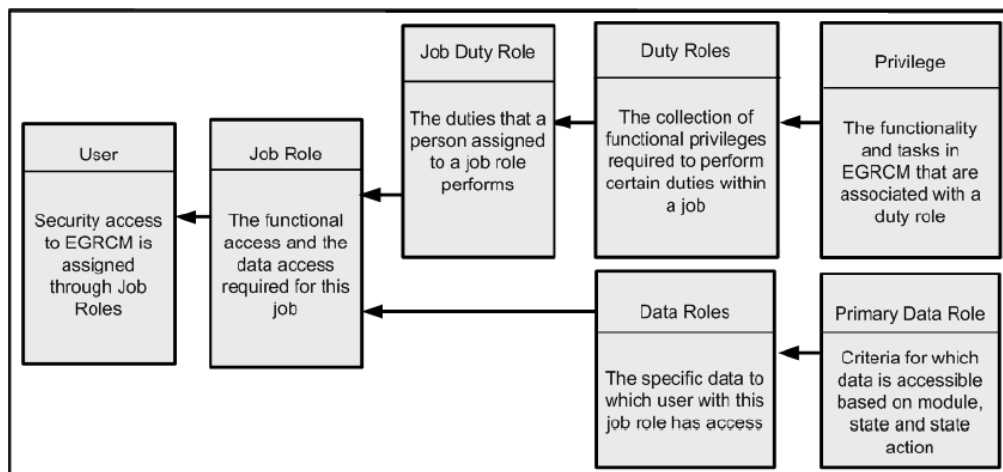 User
Security access
to EGRCM is
assigned
through Job
Roles
Job Role
The functional
access and the
data access
required for this
job
Job Duty Role
The duties that a
person assigned
to a job role
performs
Duty Roles
The collection of
functional privileges
required to perform
certain duties within
a job
Privilege
The functionality
and tasks in
EGRCM that are
associated with a
duty role
Data Roles
The specific data to
which user with this
job role has access
Primary Data Role
Criteria for which
data is accessible
based on module,
state and state
action